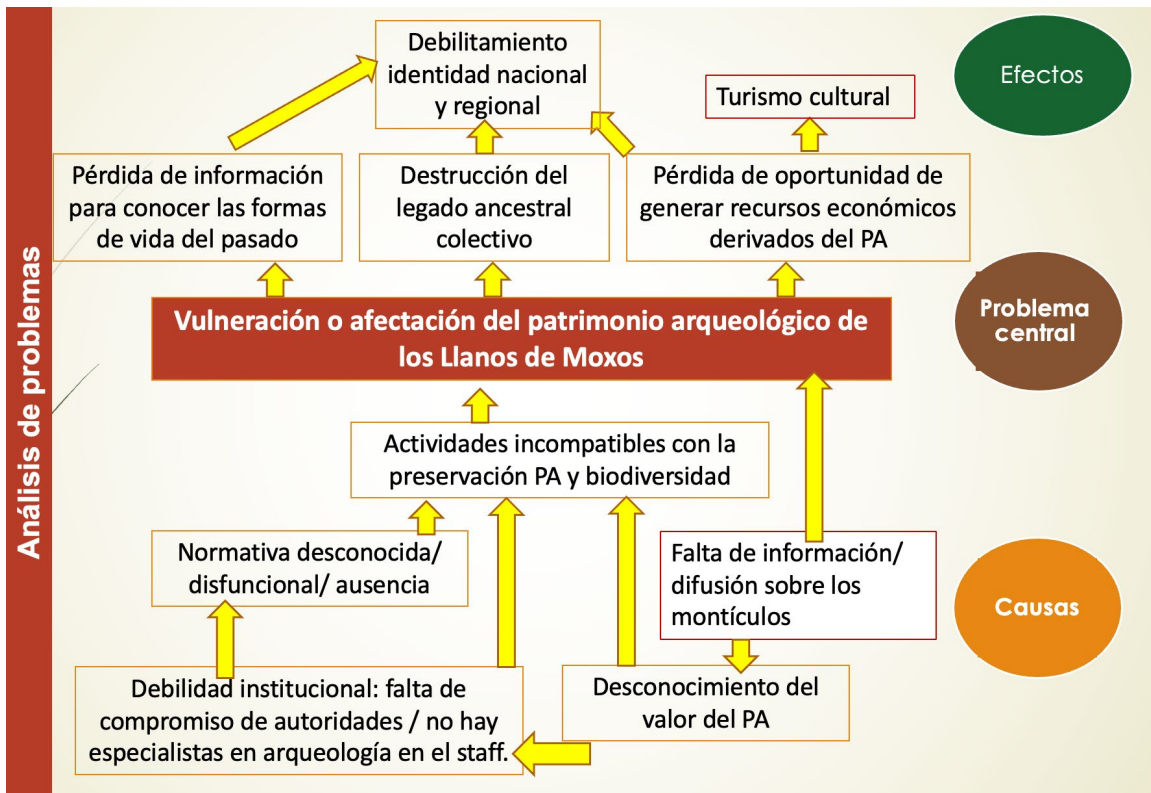 Análisis de problemas
Debilitamiento
identidad nacional
y regional
Turismo cultural
Efectos
Pérdida de información
para conocer las formas
de vida del pasado
Destrucción del
legado ancestral
colectivo
Pérdida de oportunidad de
generar recursos económicos
derivados del PA
Vulneración o afectación del patrimonio arqueológico de
los Llanos de Moxos
Problema
central
Actividades incompatibles con la
preservación PA y biodiversidad
Normativa desconocida/
disfuncional/ ausencia
Falta de información/
difusión sobre los
montículos
Causas
Debilidad institucional: falta de
compromiso de autoridades / no hay
especialistas en arqueología en el staff.
Desconocimiento del
valor del PA